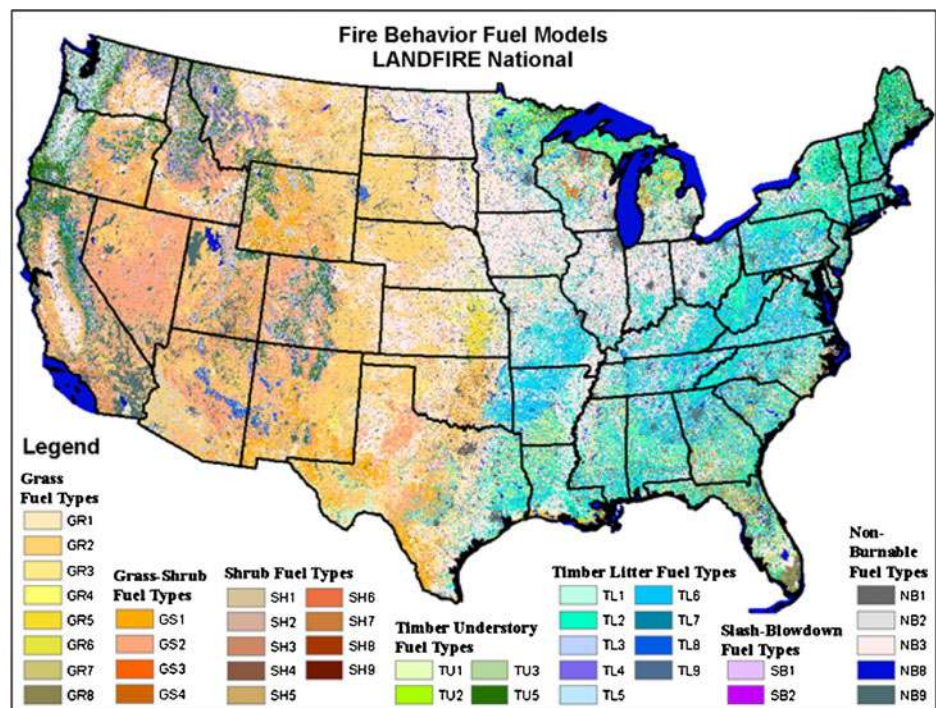 Fire Behavior Fuel Models
LANDFIRE National
Legend
Grass
Fuel Types
GR1
GR2
GR3
GR4
GR5
GR6
GR7
GR8
Grass-Shrub
Fuel Types
GS1
GS2
GS3
GS4
Shrub Fuel Types
SH1
SH2
SH3
SH4
SH5
SH6
SH7
SH8
SH9
Timber Understory
Fuel Types
TU1
TU2
TU3
TU5
Timber Litter Fuel Types
TL1
TL2
TL3
TL4
TL5
TL6
TL7
TL8
TL9
Slash-Blowdown
Fuel Types
SB1
SB2
Non-
Burnable
Fuel Types
NB1
NB2
NB3
NB8
NB9